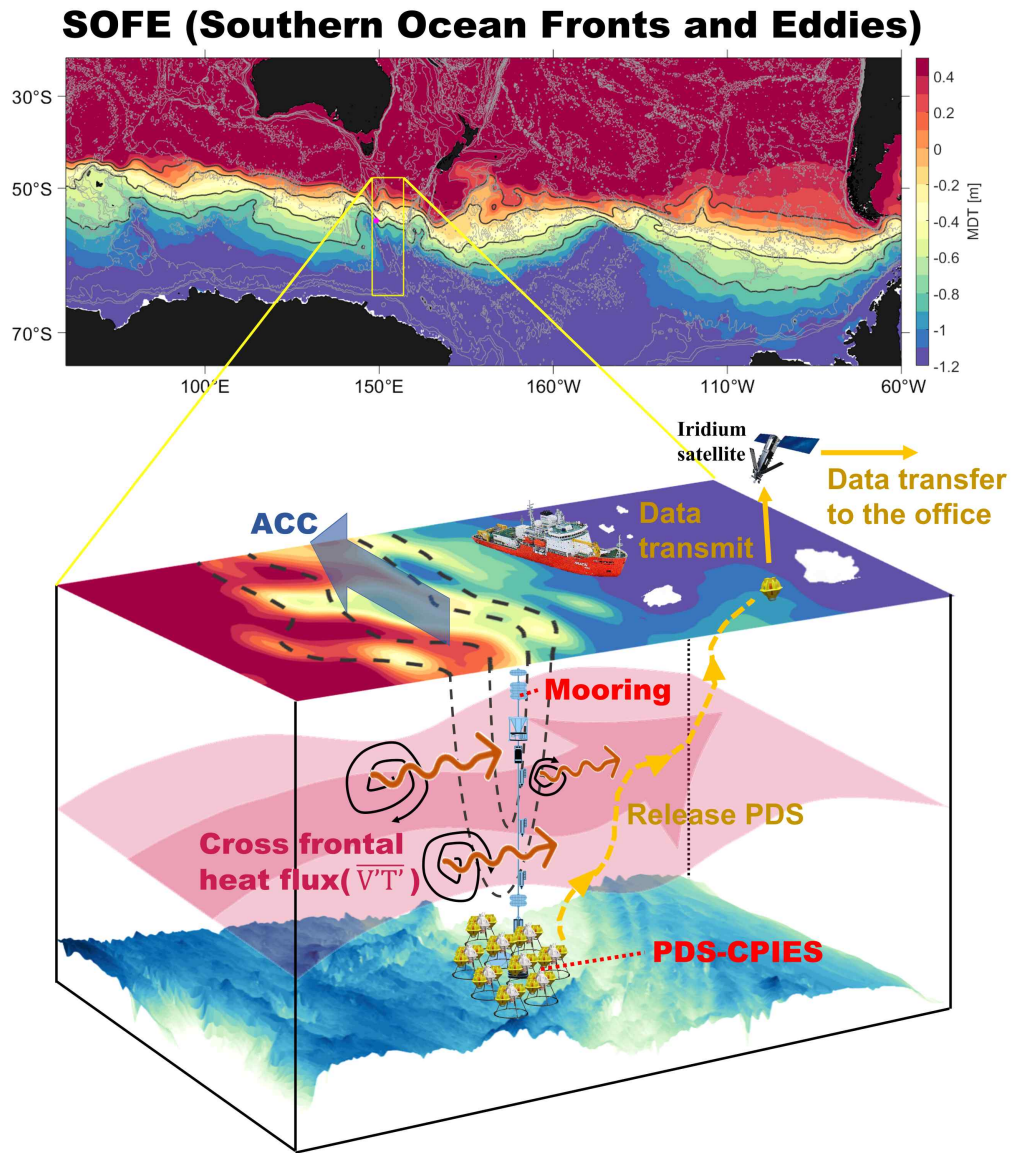 SOFE (Southern Ocean Fronts and Eddies)
30°S
50°S
70°S
100°E
150°E
160°W
110°W
60°W
0.4
0.2
0
-0.2
-0.4
-0.6
-0.8
-1
-1.2
MDT [m]
Iridium
satellite
Data transfer
to the office
ACC
Data
transmit
Mooring
Release PDS
Cross frontal
heat flux( V'T' )
PDS-CPIES